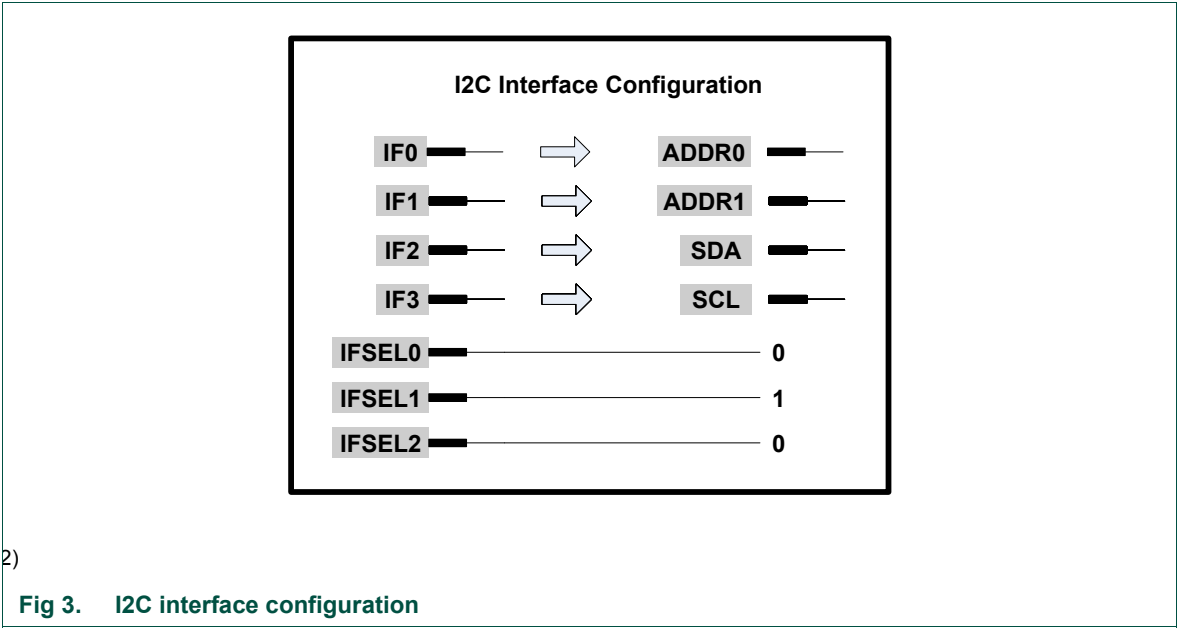 I2C Interface Configuration
IF0 ADDR0
IF1 ADDR1
IF2 SDA
IF3 SCL
IFSEL0 0
IFSEL1 1
IFSEL2 0
2)
Fig 3. I2C interface configuration